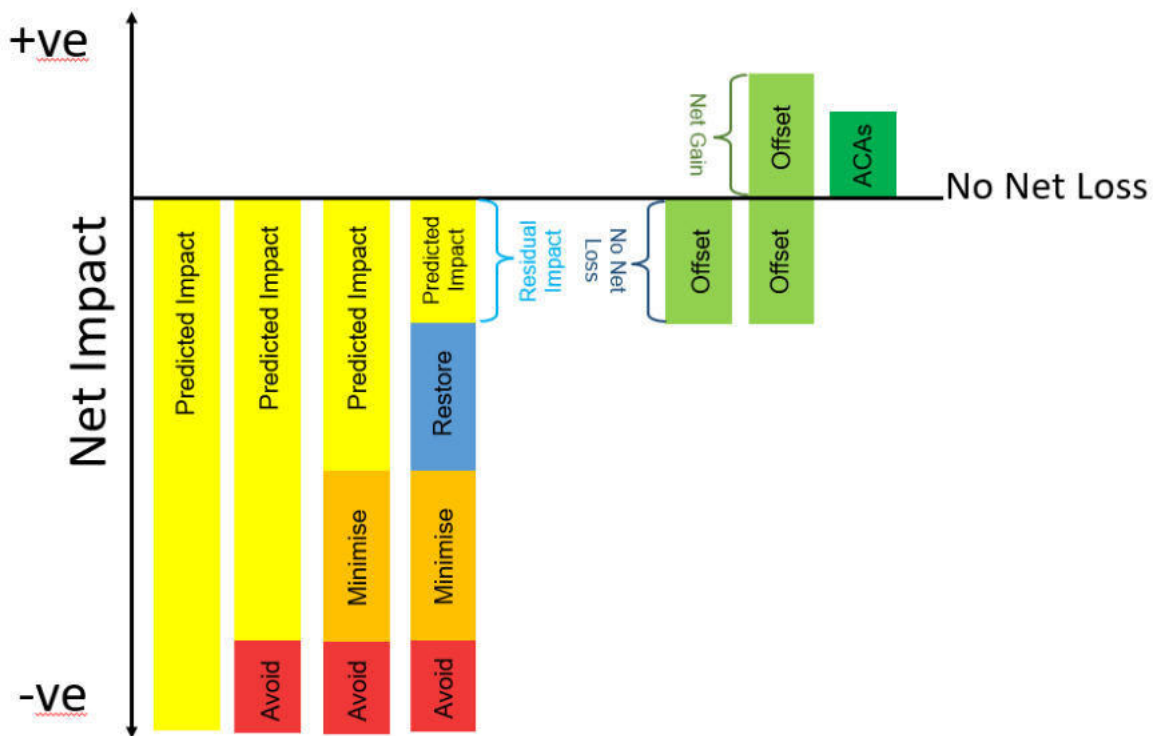 +ve
Net Impact
-ve
Predicted Impact
Predicted Impact
Avoid
Predicted Impact
Minimise
Avoid
Predicted
Impact
Restore
Minimise
Avoid
Residual
Impact
No Net
Loss
Offset
Net Gain
Offset
Offset
ACAs
No Net Loss